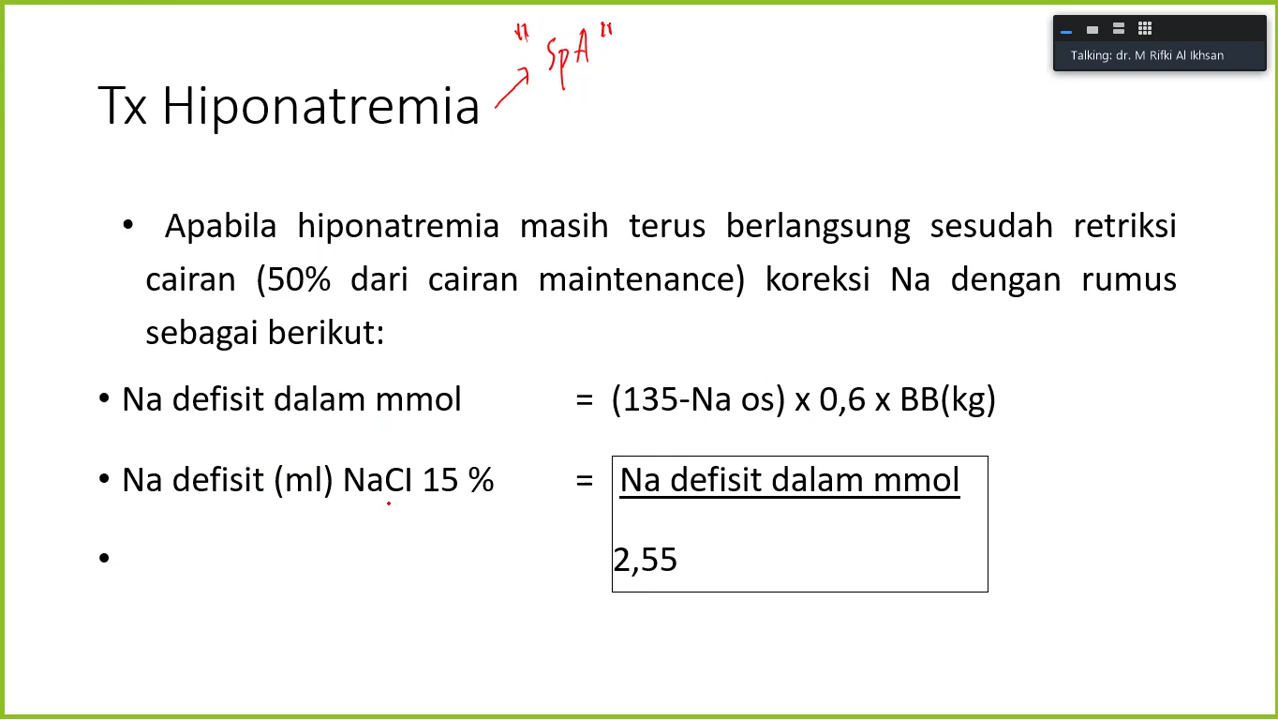 " SpA "
Talking: dr. M Rifki Al Ikhsan
Tx Hiponatremia
• Apabila hiponatremia masih terus berlangsung sesudah retriksi
cairan (50% dari cairan maintenance) koreksi Na dengan rumus
sebagai berikut:
• Na defisit dalam mmol = (135-Na os) x 0,6 x BB(kg)
• Na defisit (ml) NaCI 15 % = Na defisit dalam mmol
• 2,55